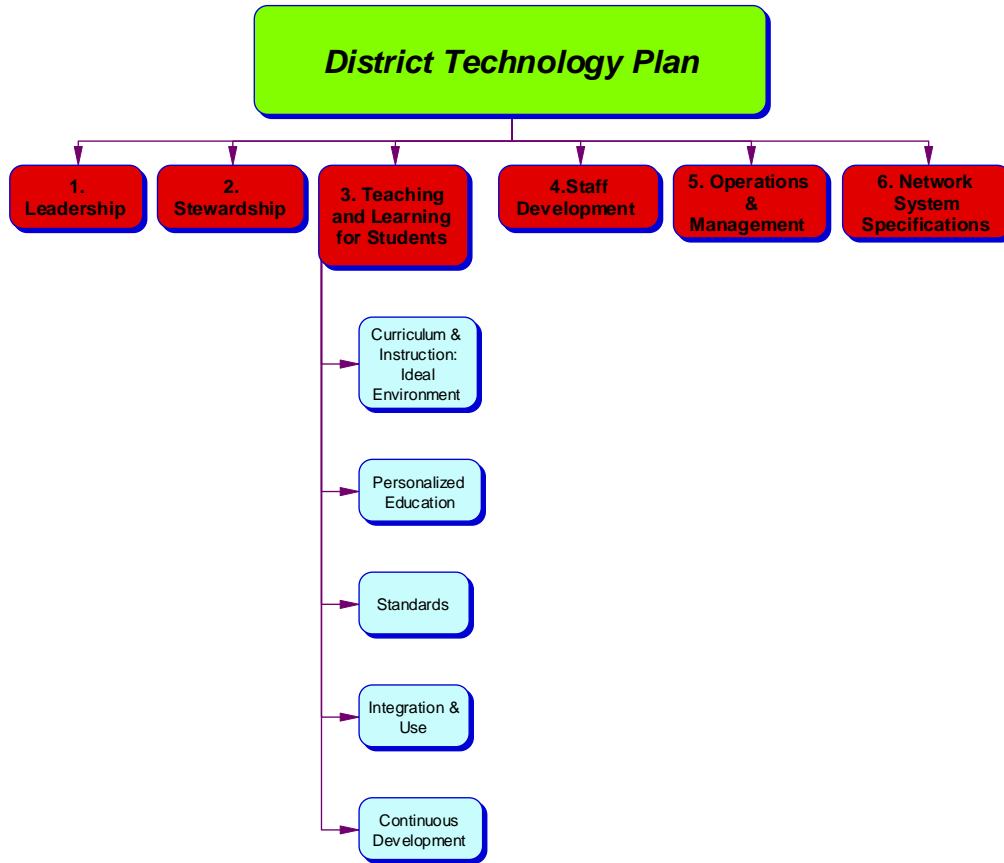 District Technology Plan
1.
Leadership
2.
Stewardship
3. Teaching
and Learning
for Students
4.Staff
Development
5. Operations
&
Management
6. Network
System
Specifications
Curriculum &
Instruction:
Ideal
Environment
Personalized
Education
Standards
Integration &
Use
Continuous
Development